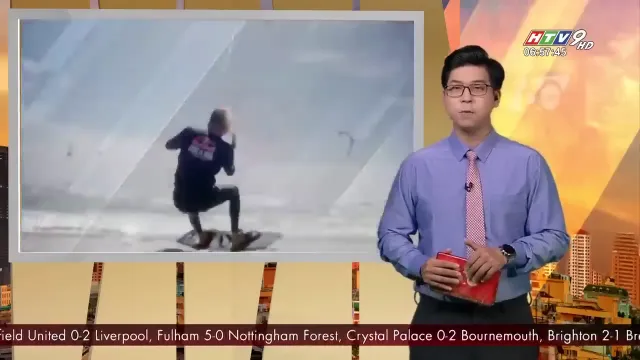 HTV9 HD
06:57:45
field United 0-2 Liverpool, Fulham 5-0 Nottingham Forest, Crystal Palace 0-2 Bournemouth, Brighton 2-1 Br